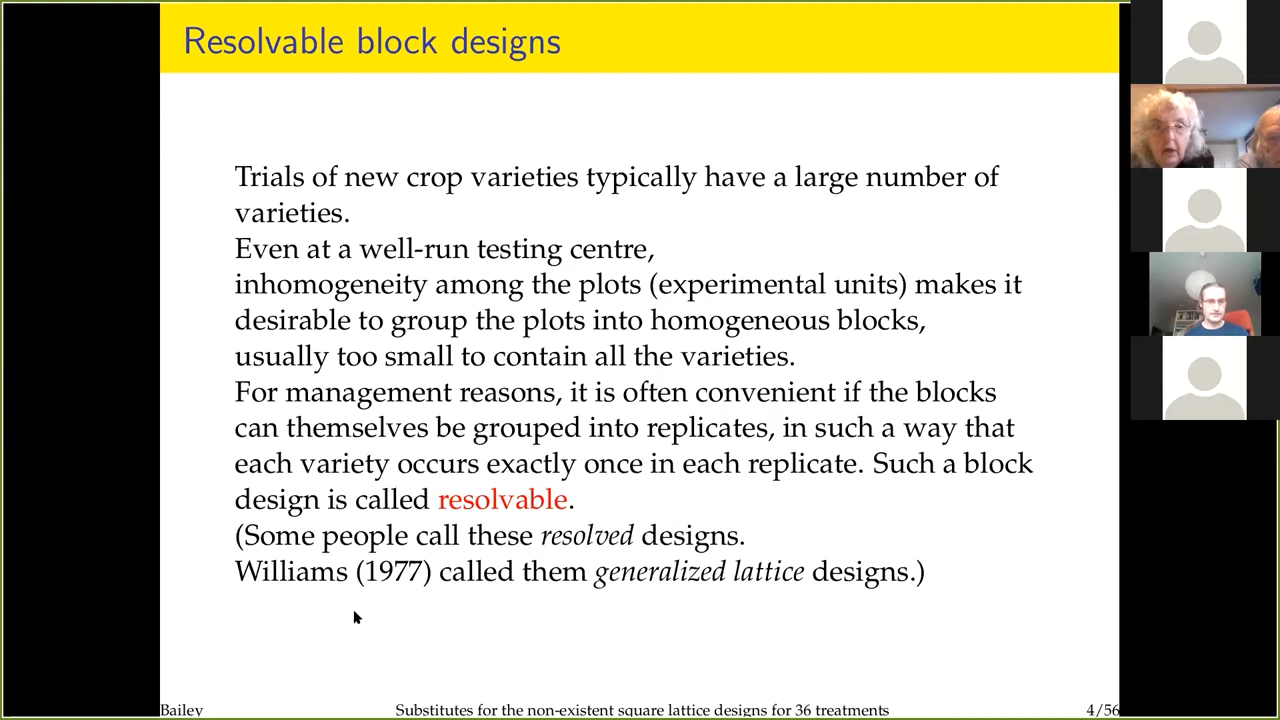 Resolvable block designs
Trials of new crop varieties typically have a large number of
varieties.
Even at a well-run testing centre,
inhomogeneity among the plots (experimental units) makes it
desirable to group the plots into homogeneous blocks,
usually too small to contain all the varieties.
For management reasons, it is often convenient if the blocks
can themselves be grouped into replicates, in such a way that
each variety occurs exactly once in each replicate. Such a block
design is called resolvable.
(Some people call these resolved designs.
Williams (1977) called them generalized lattice designs.)
Bailey
Substitutes for the non-existent square lattice designs for 36 treatments
4/56